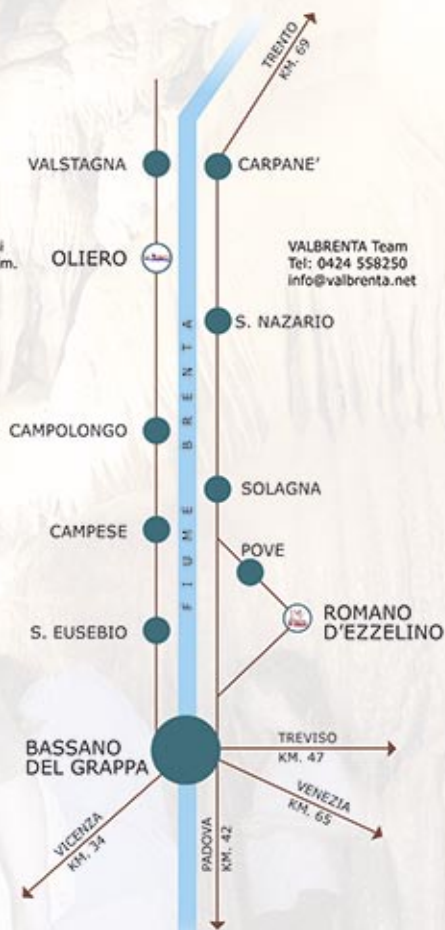 TRENTO
KM. 69
VALSTAGNA
CARPANE'
i
m.
OLIERO
VALBRENTA Team
Tel: 0424 558250
info@valbrenta.net
S. NAZARIO
FIUME BRENTA
CAMPOLONGO
SOLAGNA
CAMPESE
POVE
ROMANO
D'EZZELINO
S. EUSEBIO
BASSANO
DEL GRAPPA
TREVISO
KM. 47
VENEZIA
KM. 65
VICENZA
KM. 34
PADOVA
KM. 42